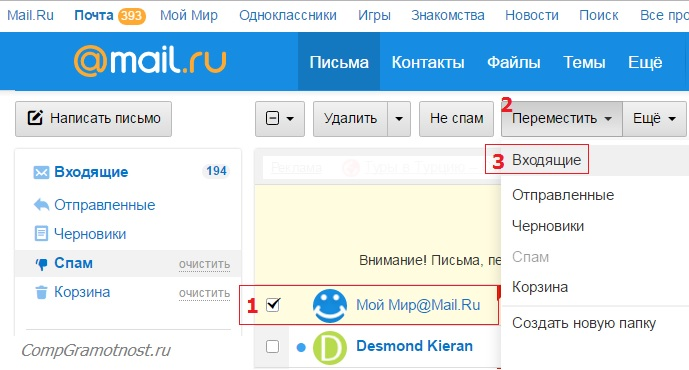 Mail.Ru Почта 393 Мой Мир Одноклассники Игры Знакомства Новости Поиск Все про
@mail.ru Письма Контакты Файлы Темы Ещё
Написать письмо Удалить Не спам 2 Переместить Ещё
3 Входящие
Входящие 194
Реклама
Отправленные
Отправленные
Черновики
Черновики
Спам очистить
Внимание! Письма, пе
Спам
Корзина очистить
Корзина
1 Мой Мир@Mail.Ru
Создать новую папку
CompGramotnost.ru
D Desmond Kieran